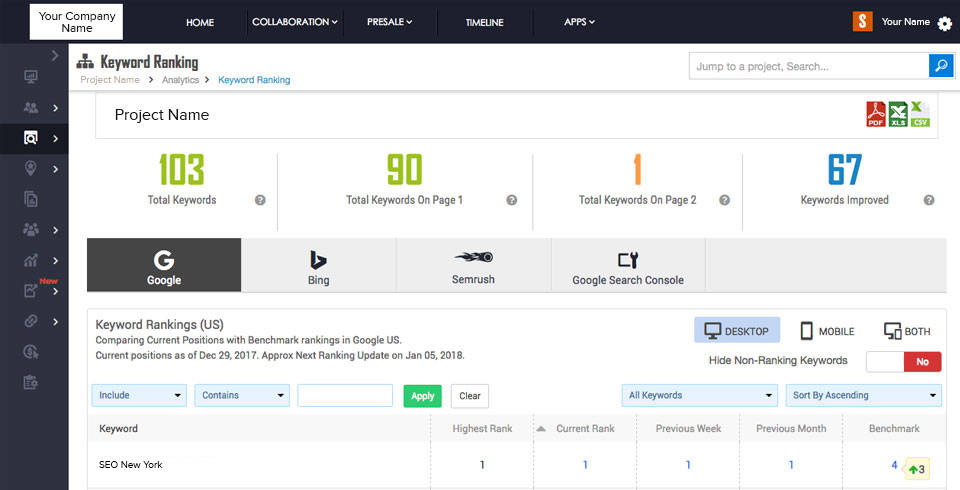 Your Company
Name
HOME
COLLABORATION
PRESALE
TIMELINE
APPS
S
Your Name
Keyword Ranking
Project Name > Analytics > Keyword Ranking
Jump to a project, Search...
Project Name
PDF
XLS
X
CSV
103
Total Keywords ?
90
Total Keywords On Page 1 ?
1
Total Keywords On Page 2 ?
67
Keywords Improved ?
New
G
Google
Bing
Semrush
Google Search Console
Keyword Rankings (US)
Comparing Current Positions with Benchmark rankings in Google US.
Current positions as of Dec 29, 2017. Approx Next Ranking Update on Jan 05, 2018.
DESKTOP
MOBILE
BOTH
Hide Non-Ranking Keywords
No
Include
Contains
Apply
Clear
All Keywords
Sort By Ascending
Keyword
Highest Rank
Current Rank
Previous Week
Previous Month
Benchmark
SEO New York
1
1
1
1
4
3